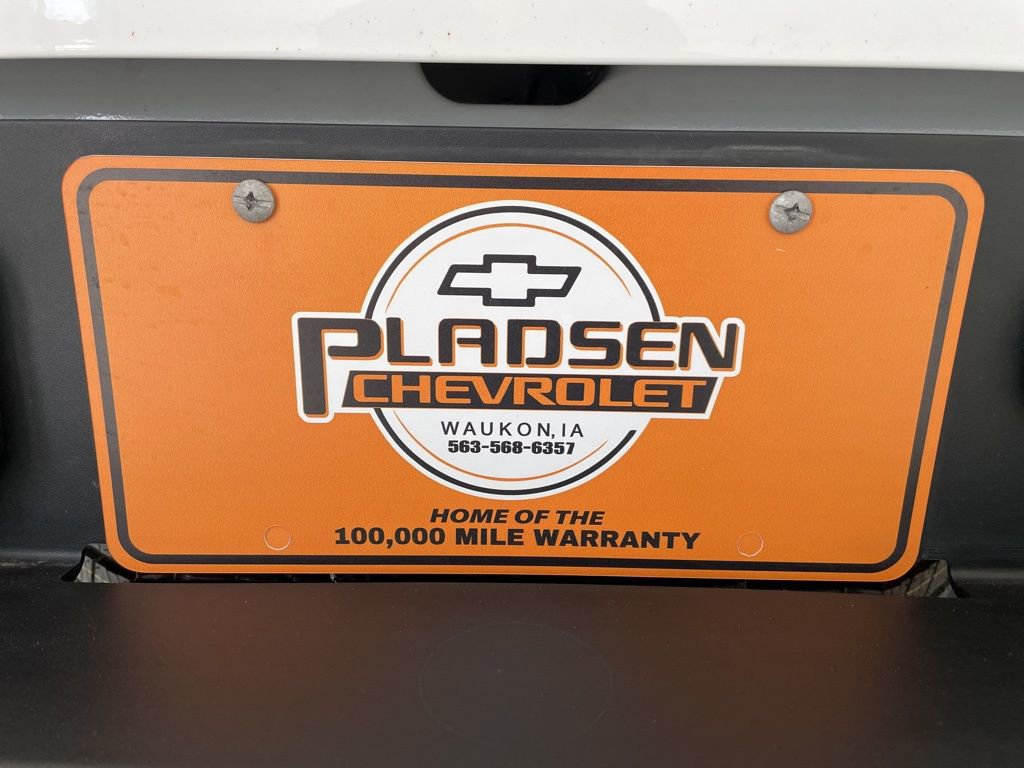 PLADSEN
CHEVROLET
WAUKON, IA
563-568-6357
HOME OF THE
100,000 MILE WARRANTY